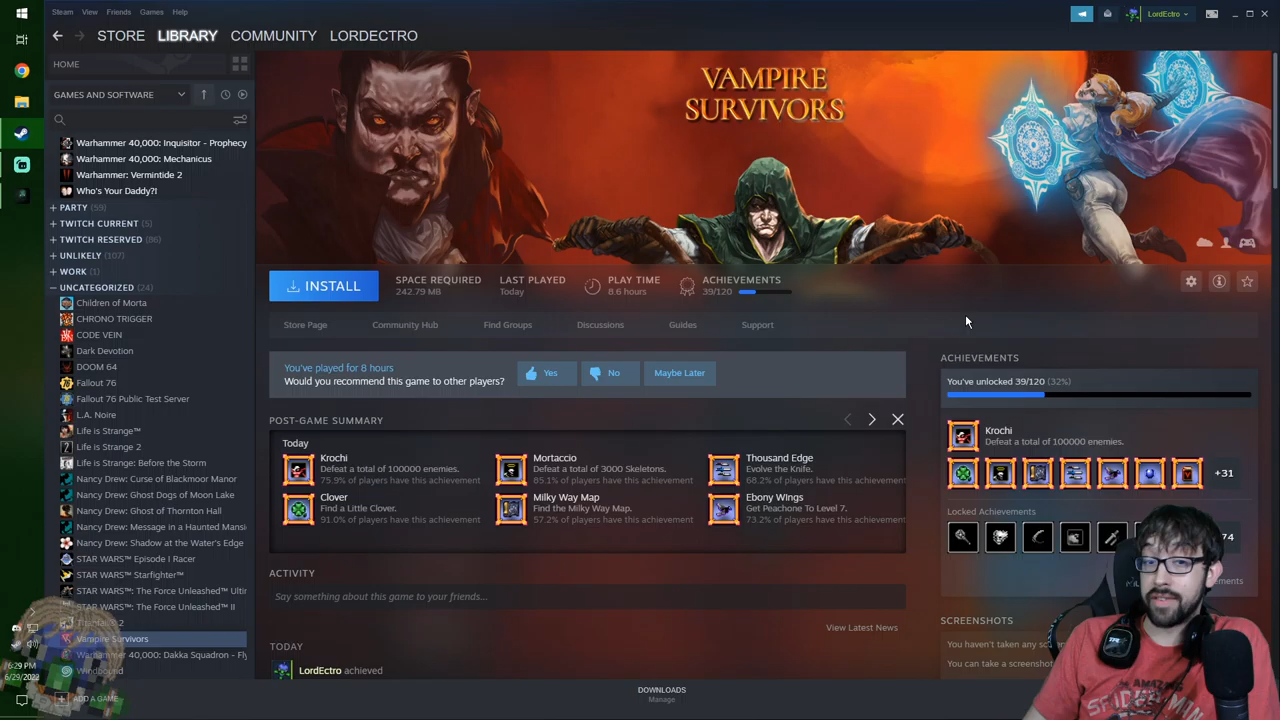 Steam View Friends Games Help
LordEctro
STORE LIBRARY COMMUNITY LORDECTRO
HOME
GAMES AND SOFTWARE
Warhammer 40,000: Inquisitor - Prophecy
Warhammer 40,000: Mechanicus
Warhammer: Vermintide 2
Who's Your Daddy?!
PARTY (59)
TWITCH CURRENT (5)
TWITCH RESERVED (86)
UNLIKELY (107)
WORK (1)
UNCATEGORIZED (24)
Children of Morta
CHRONO TRIGGER
CODE VEIN
Dark Devotion
DOOM 64
Fallout 76
Fallout 76 Public Test Server
L.A. Noire
Life is Strange™
Life is Strange 2
Life is Strange: Before the Storm
Nancy Drew: Curse of Blackmoor Manor
Nancy Drew: Ghost Dogs of Moon Lake
Nancy Drew: Ghost of Thornton Hall
Nancy Drew: Message in a Haunted Mansi
Nancy Drew: Shadow at the Water's Edge
STAR WARS™ Episode I Racer
STAR WARS™ Starfighter™
STAR WARS™: The Force Unleashed™ Ultir
STAR WARS™: The Force Unleashed™ II
Vampire Survivors
Warhammer 40,000: Dakka Squadron - Fly
Windbound
ADD A GAME
6:29 PM
6/29/2022
VAMPIRE
SURVIVORS
INSTALL
SPACE REQUIRED
242.79 MB
LAST PLAYED
Today
PLAY TIME
8.6 hours
ACHIEVEMENTS
39/120
Store Page Community Hub Find Groups Discussions Guides Support
You've played for 8 hours
Would you recommend this game to other players?
Yes No Maybe Later
POST-GAME SUMMARY
Today
Krochi
Defeat a total of 100000 enemies.
75.9% of players have this achievement
Mortaccio
Defeat a total of 3000 Skeletons.
85.1% of players have this achievement
Thousand Edge
Evolve the Knife.
68.2% of players have this achievement
Clover
Find a Little Clover.
91.0% of players have this achievement
Milky Way Map
Find the Milky Way Map.
57.2% of players have this achievement
Ebony WIngs
Get Peachone To Level 7.
73.2% of players have this achievement
ACTIVITY
Say something about this game to your friends...
View Latest News
TODAY
LordEctro achieved
ACHIEVEMENTS
You've unlocked 39/120 (32%)
Krochi
Defeat a total of 100000 enemies.
+31
Locked Achievements
74
SCREENSHOTS
You haven't taken any
You can take a screenshot
DOWNLOADS
Manage